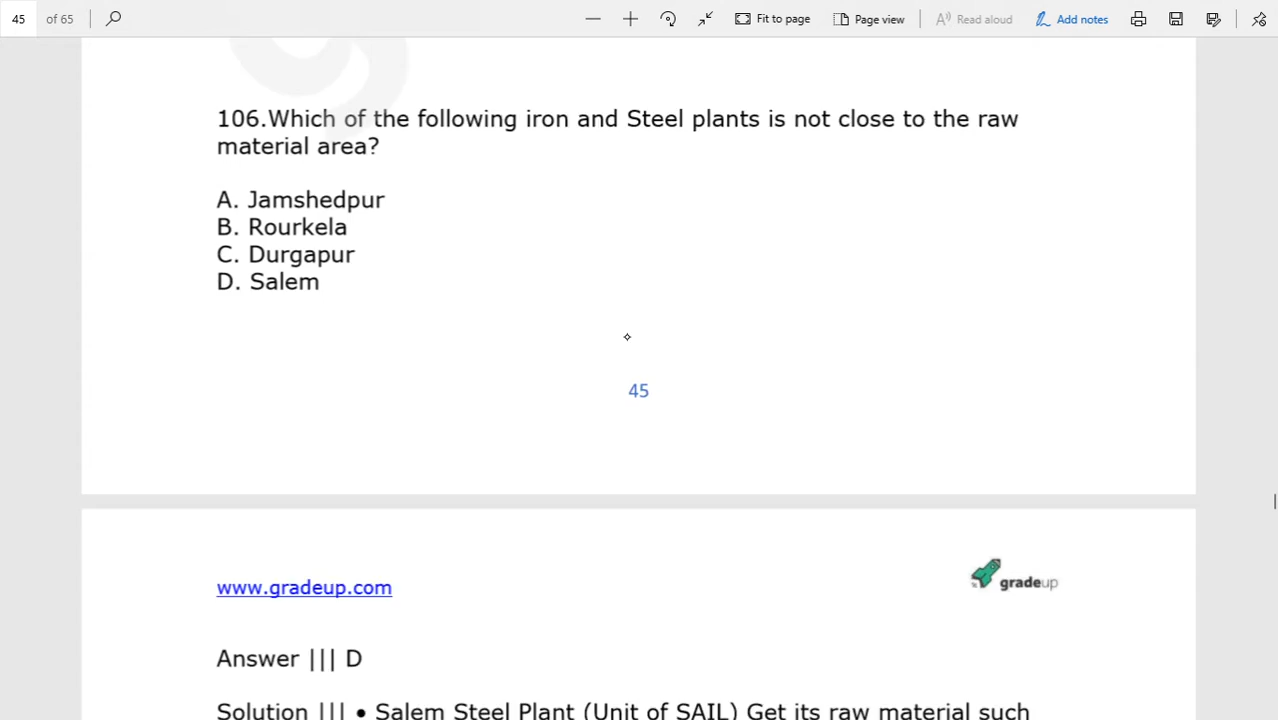 45 of 65 Fit to page Page view Read aloud Add notes
106.Which of the following iron and Steel plants is not close to the raw
material area?
A. Jamshedpur
B. Rourkela
C. Durgapur
D. Salem
45
www.gradeup.com
gradeup
Answer ||| D
Solution ||| • Salem Steel Plant (Unit of SAIL) Get its raw material such